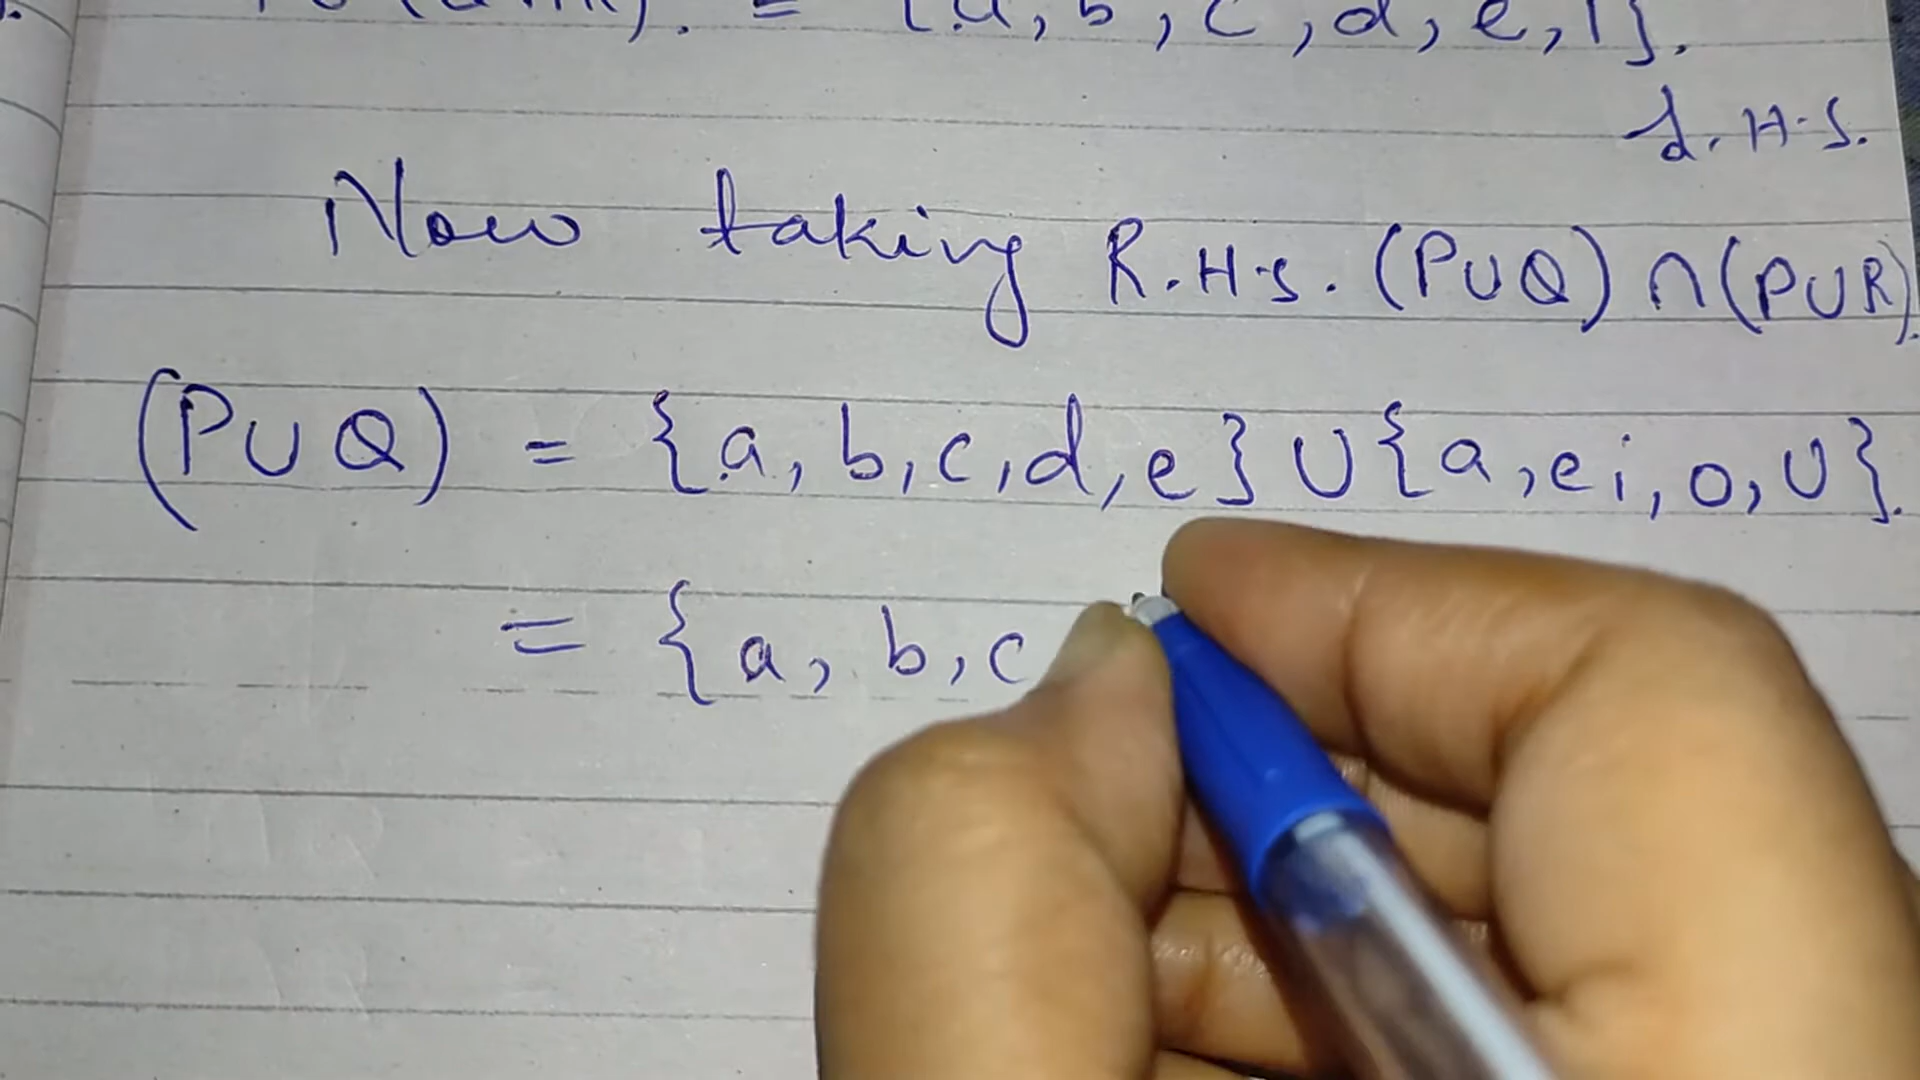 = {a, b, c, d, e, i}.
L.H.S.
Now taking R.H.S. (P∪Q) ∩ (P∪R).
(P∪Q) = {a, b, c, d, e} ∪ {a, e i, o, u}.
= {a, b, c